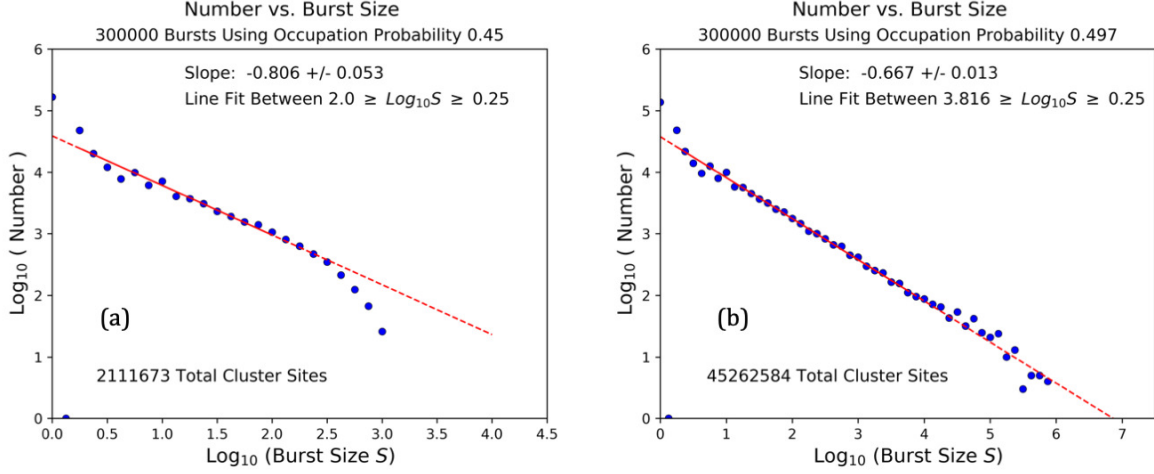 Number vs. Burst Size
300000 Bursts Using Occupation Probability 0.45
Slope: -0.806 +/- 0.053
Line Fit Between 2.0 ≥ Log₁₀S ≥ 0.25
Log₁₀ ( Number )
6
5
4
3
2
1
0
(a)
2111673 Total Cluster Sites
0.0 0.5 1.0 1.5 2.0 2.5 3.0 3.5 4.0 4.5
Log₁₀ (Burst Size S)
Number vs. Burst Size
300000 Bursts Using Occupation Probability 0.497
Slope: -0.667 +/- 0.013
Line Fit Between 3.816 ≥ Log₁₀S ≥ 0.25
Log₁₀ ( Number )
6
5
4
3
2
1
0
(b)
45262584 Total Cluster Sites
0 1 2 3 4 5 6 7
Log₁₀ (Burst Size S)